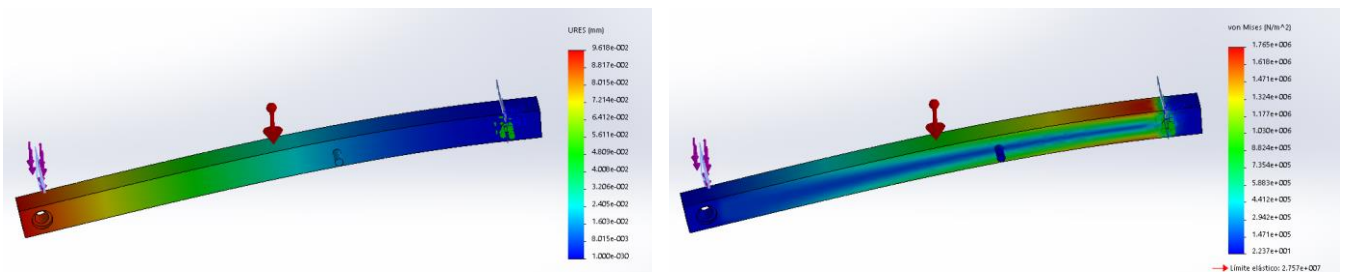 URES (mm)
9.618e-002
8.817e-002
8.015e-002
7.214e-002
6.412e-002
5.611e-002
4.809e-002
4.008e-002
3.206e-002
2.405e-002
1.603e-002
8.015e-003
1.000e-030
von Mises (N/m^2)
1.765e+006
1.618e+006
1.471e+006
1.324e+006
1.177e+006
1.030e+006
8.824e+005
7.354e+005
5.883e+005
4.412e+005
2.942e+005
1.471e+005
2.237e+001
Límite elástico: 2.757e+007